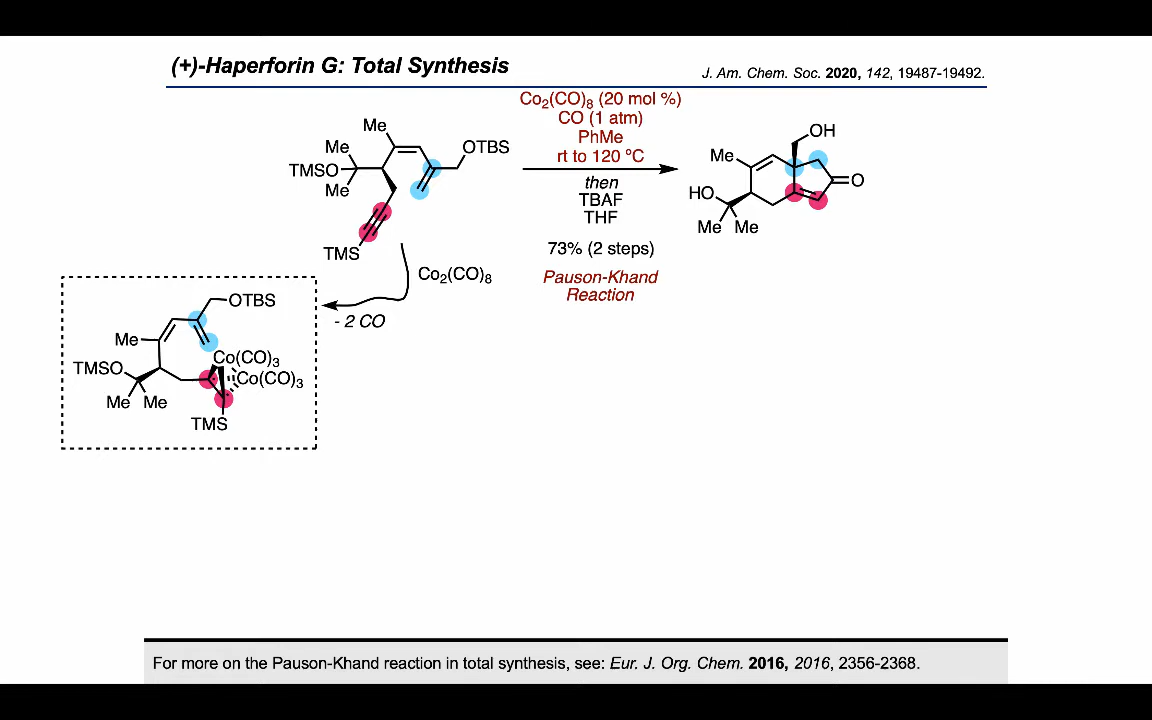 (+)-Haperforin G: Total Synthesis
J. Am. Chem. Soc. 2020, 142, 19487-19492.
Me
Me
TMSO
Me
OTBS
TMS
Co2(CO)8 (20 mol %)
CO (1 atm)
PhMe
rt to 120 ºC
then
TBAF
THF
73% (2 steps)
Pauson-Khand
Reaction
OH
Me
O
HO
Me Me
Co2(CO)8
- 2 CO
OTBS
Me
Co(CO)3
TMSO
Co(CO)3
Me Me
TMS
For more on the Pauson-Khand reaction in total synthesis, see: Eur. J. Org. Chem. 2016, 2016, 2356-2368.